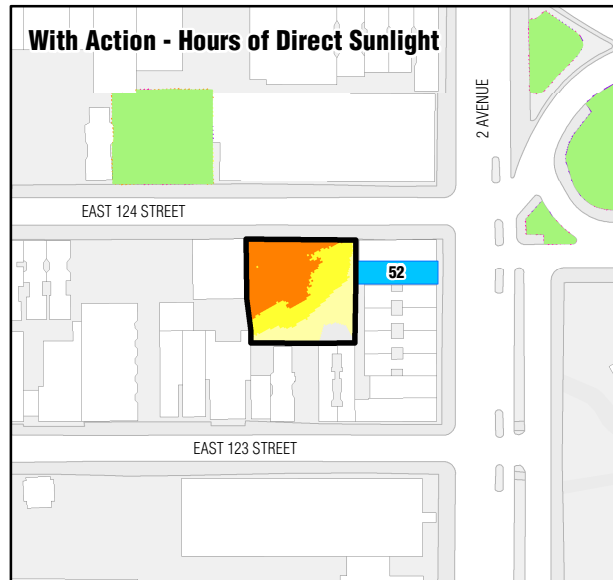 With Action - Hours of Direct Sunlight
2 AVENUE
EAST 124 STREET
52
EAST 123 STREET